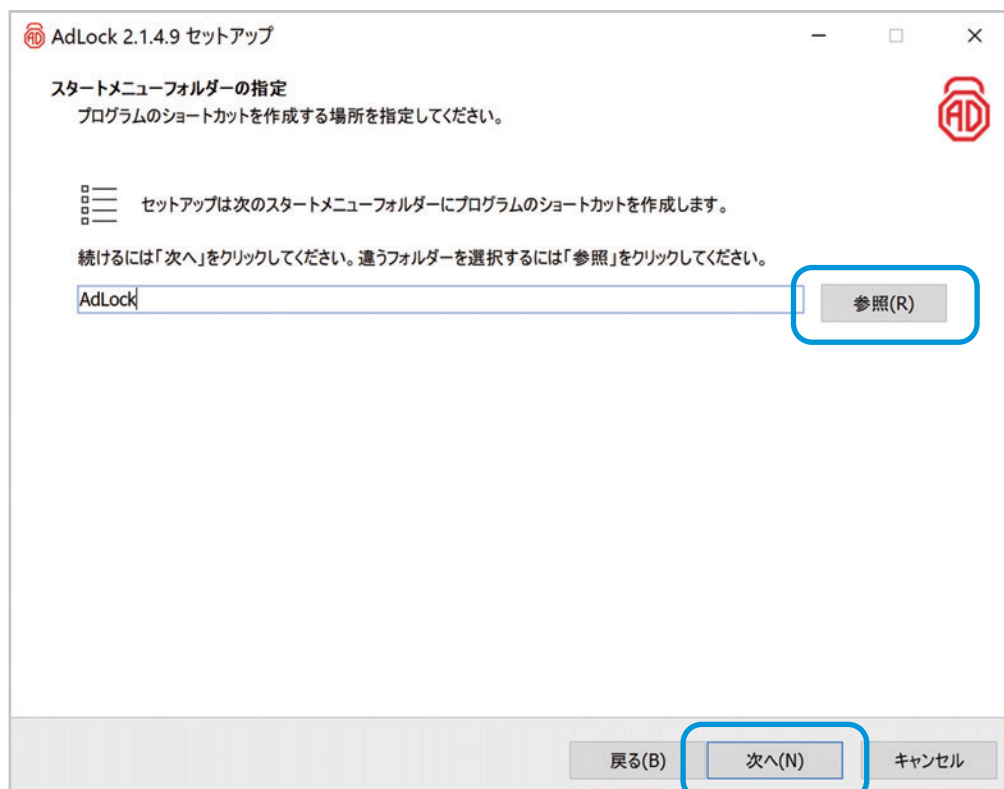 AdLock 2.1.4.9 セットアップ
スタートメニューフォルダーの指定
プログラムのショートカットを作成する場所を指定してください。
AD
セットアップは次のスタートメニューフォルダーにプログラムのショートカットを作成します。
続けるには「次へ」をクリックしてください。違うフォルダーを選択するには「参照」をクリックしてください。
AdLock
参照(R)
戻る(B)
次へ(N)
キャンセル